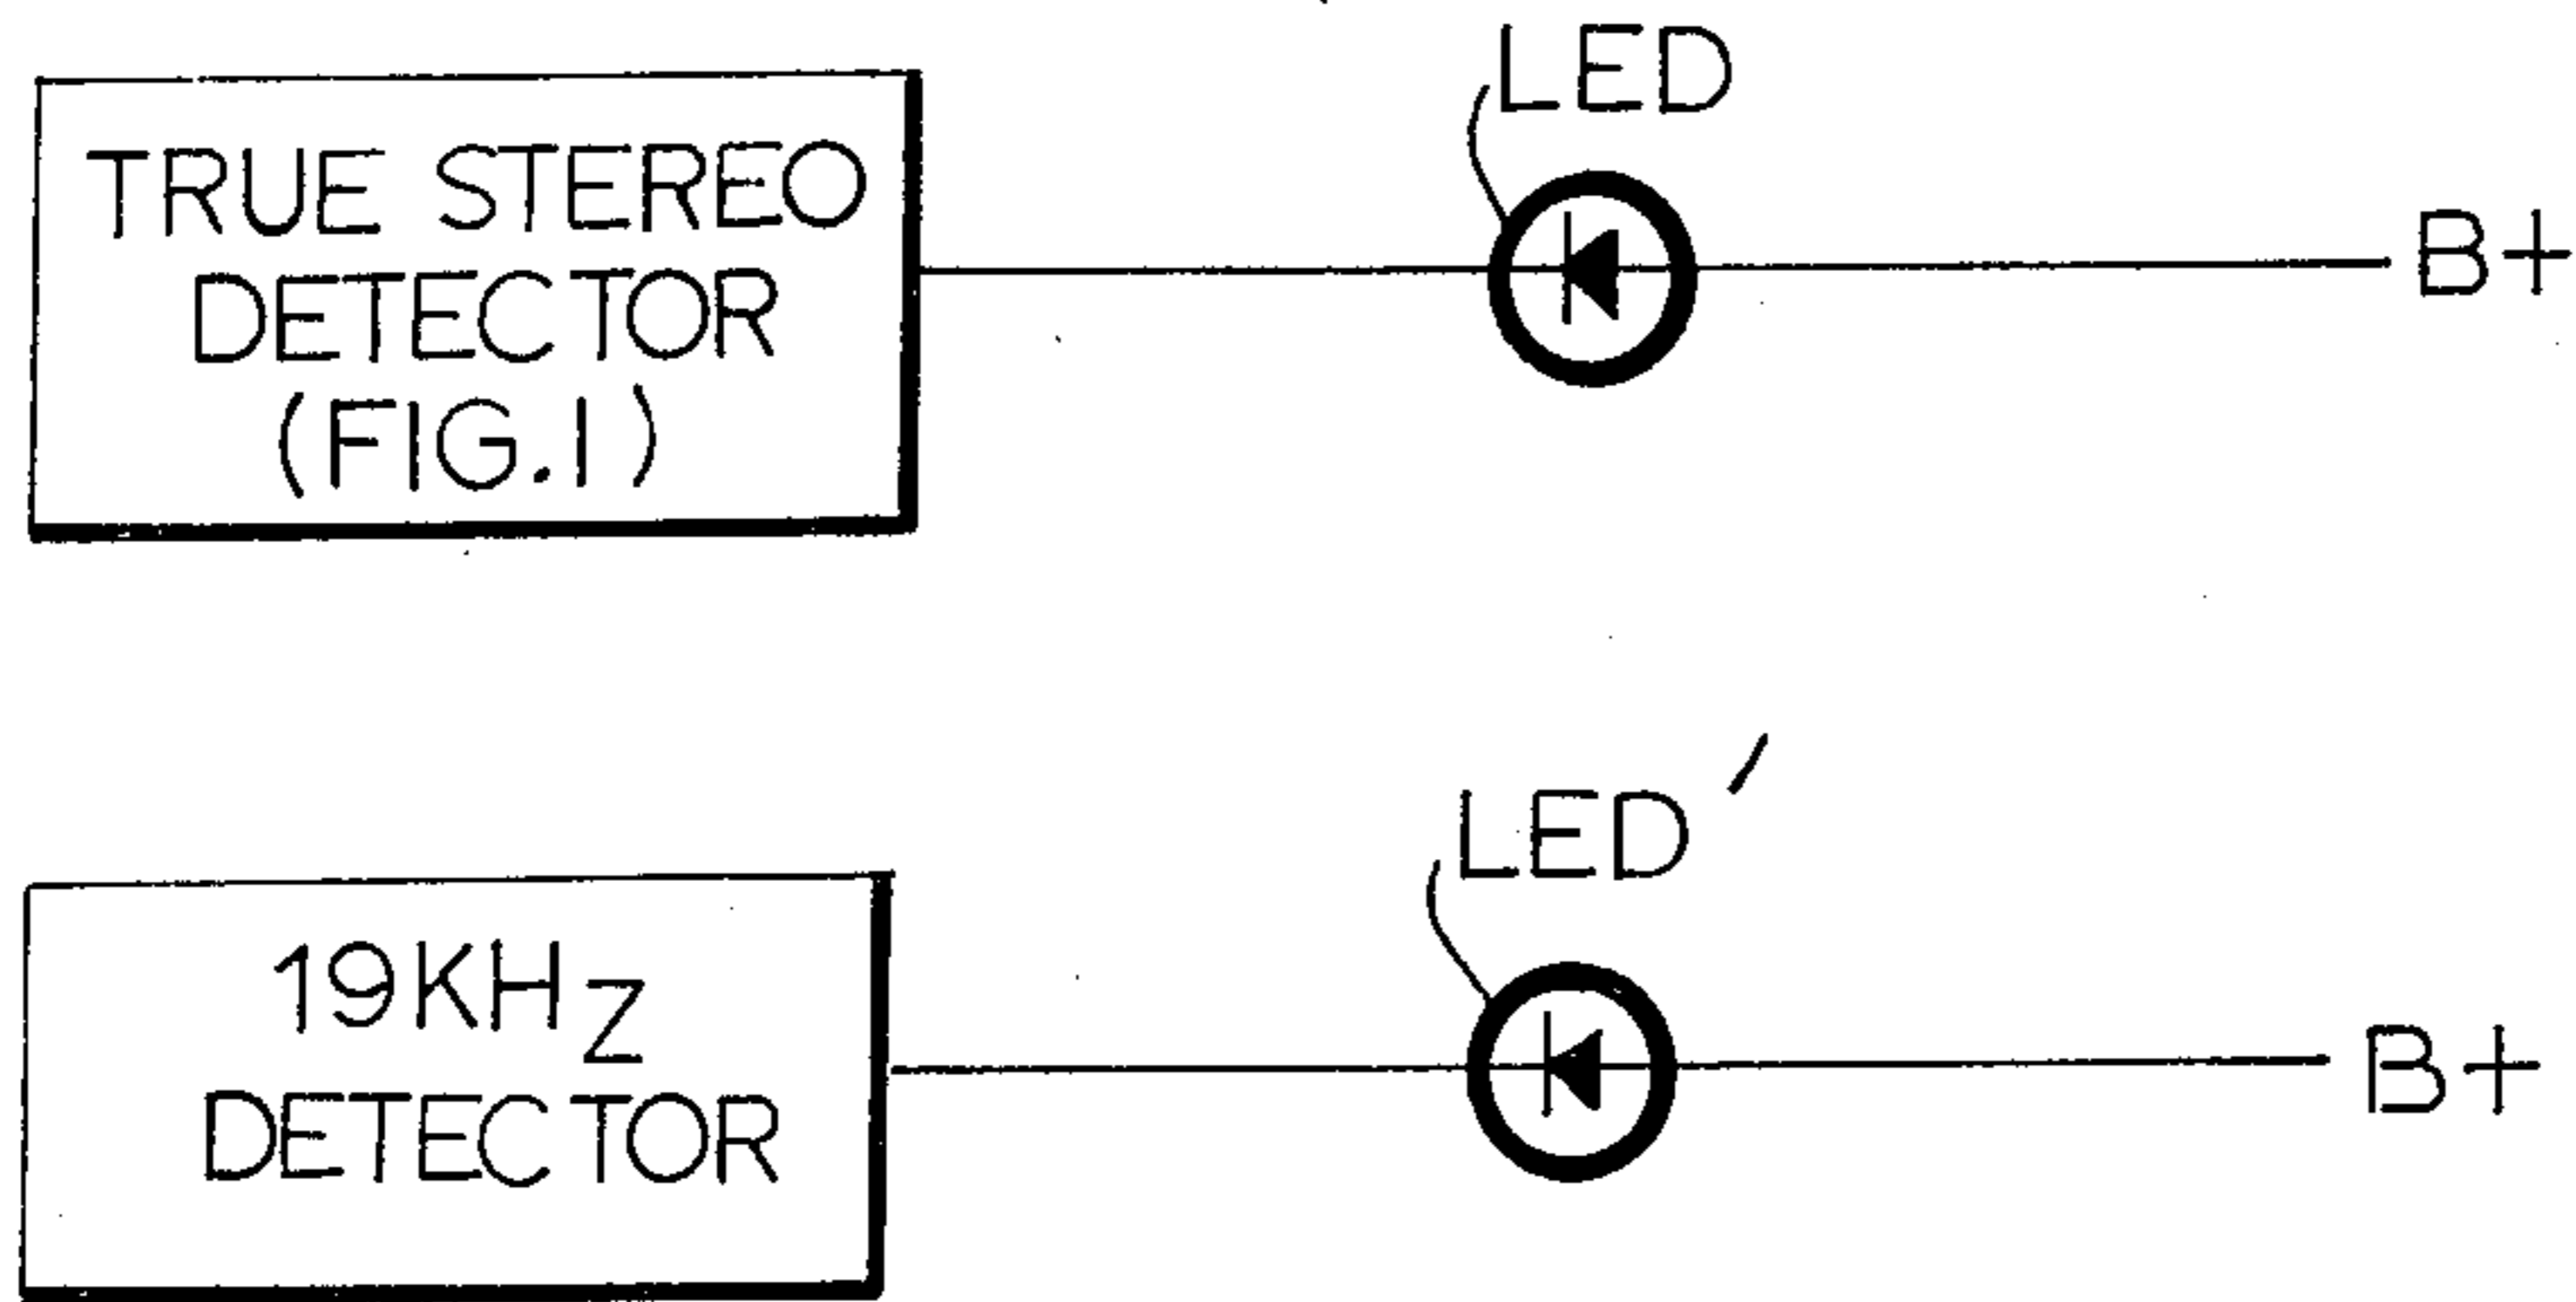 LED
TRUE STEREO
DETECTOR
(FIG. 1)
B+
LED'
19KHZ
DETECTOR
B+